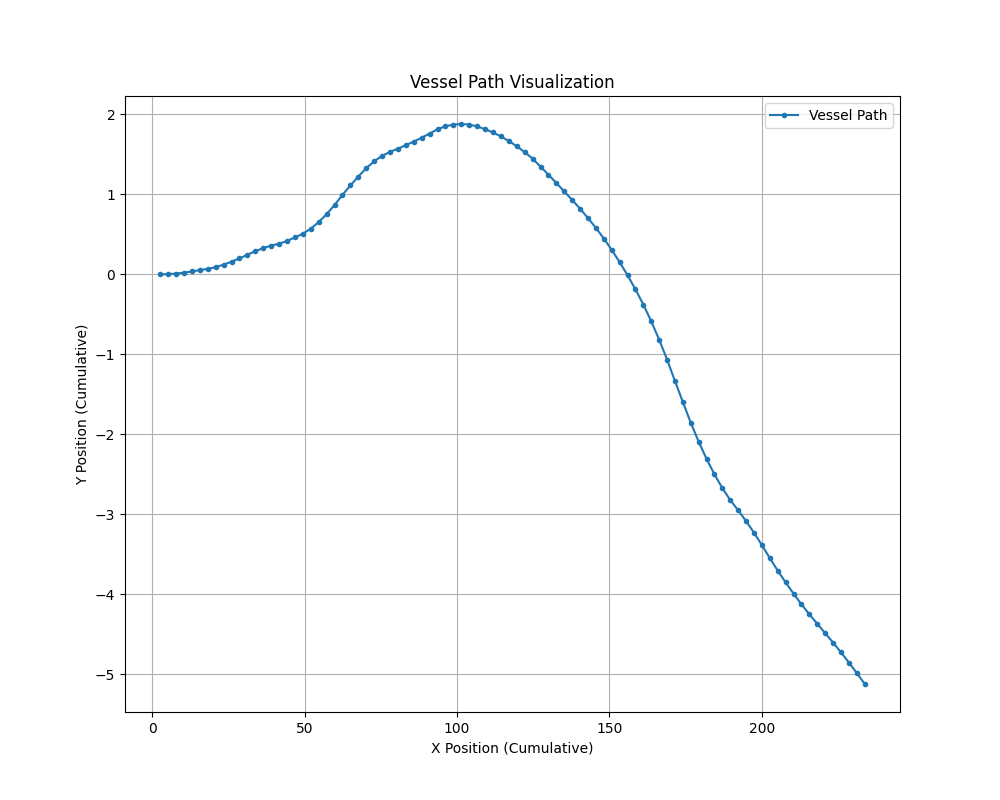 Vessel Path Visualization
Vessel Path
Y Position (Cumulative)
2
1
0
−1
−2
−3
−4
−5
0 50 100 150 200
X Position (Cumulative)